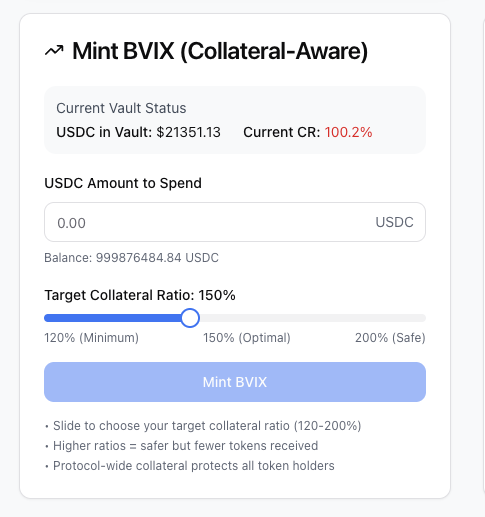 Mint BVIX (Collateral-Aware)
Current Vault Status
USDC in Vault: $21351.13 Current CR: 100.2%
USDC Amount to Spend
0.00 USDC
Balance: 999876484.84 USDC
Target Collateral Ratio: 150%
120% (Minimum) 150% (Optimal) 200% (Safe)
Mint BVIX
• Slide to choose your target collateral ratio (120-200%)
• Higher ratios = safer but fewer tokens received
• Protocol-wide collateral protects all token holders